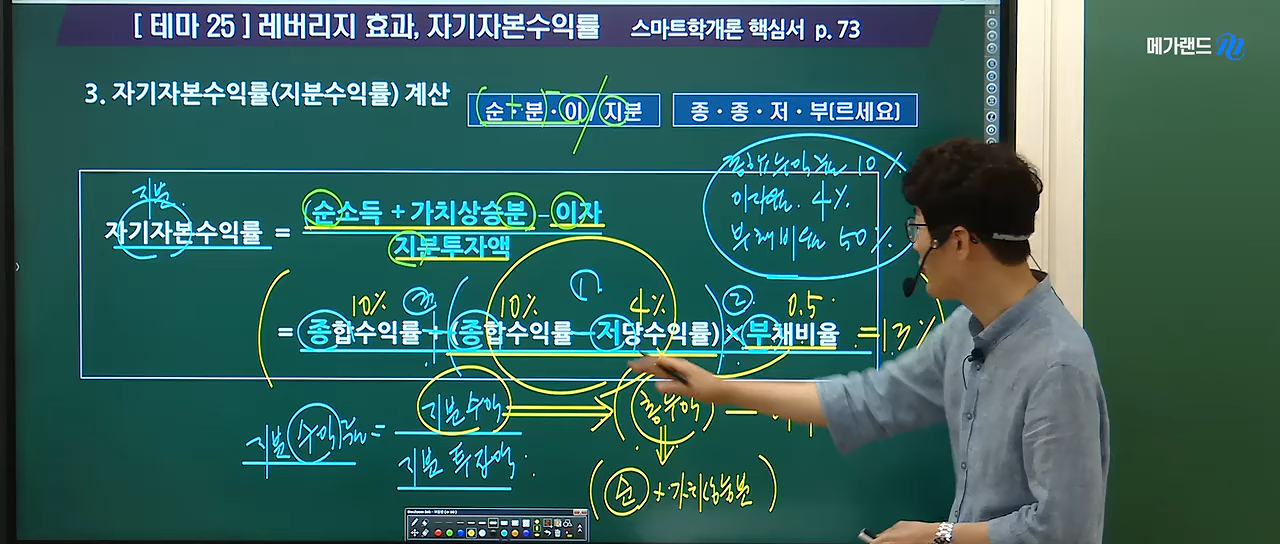 [ 테마 25 ] 레버리지 효과, 자기자본수익률 스마트학개론 핵심서 p. 73
메가랜드
3. 자기자본수익률(지분수익률) 계산
순·분·이/지분
종·종·저·부(르세요)
종합수익률 10%
이자율 4%
부채비율 50%
지분
자기자본수익률 = 순소득 + 가치상승분 - 이자
지분투자액
① ② ③
10% 10% 4% 0.5
= 종합수익률 + (종합수익률 - 저당수익률) × 부채비율 = 13%
지분수익률 = 지분수익
지분투자액
(총수익) -
(순 + 가치상승분)